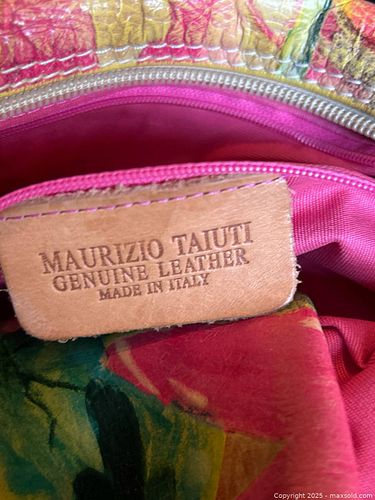 MAURIZIO TAIUTI
GENUINE LEATHER
MADE IN ITALY
Copyright 2025 - maxsold.com